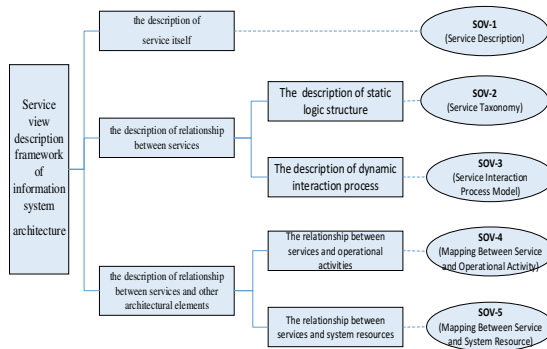 Service
view
description
framework
of
information
system
architecture
the description of
service itself
the description of relationship
between services
the description of relationship
between services and other
architectural elements
The description of static
logic structure
The description of dynamic
interaction process
The relationship between
services and operational
activities
The relationship between
services and system resources
SOV-1
(Service Description)
SOV-2
(Service Taxonomy)
SOV-3
(Service Interaction
Process Model)
SOV-4
(Mapping Between Service
and Operational Activity)
SOV-5
(Mapping Between Service
and System Resource)